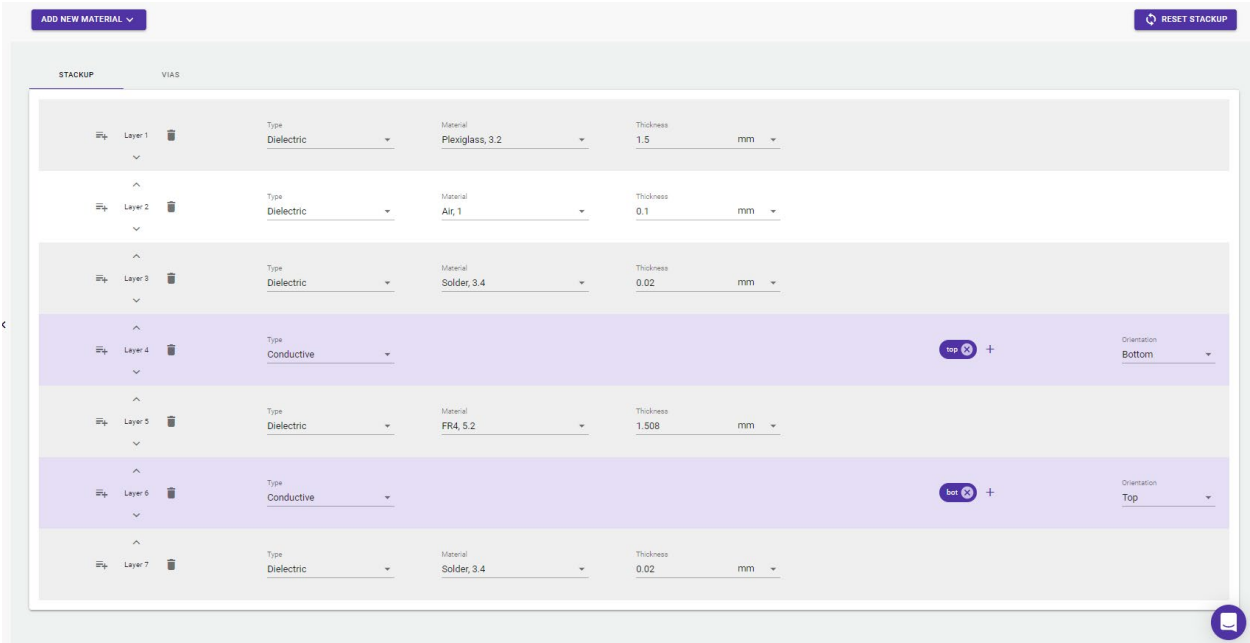 ADD NEW MATERIAL
RESET STACKUP
STACKUP VIAS
Type Material Thickness
Layer 1 Dielectric Plexiglass, 3.2 1.5 mm
Type Material Thickness
Layer 2 Dielectric Air, 1 0.1 mm
Type Material Thickness
Layer 3 Dielectric Solder, 3.4 0.02 mm
Type Orientation
Layer 4 Conductive top Bottom
Type Material Thickness
Layer 5 Dielectric FR4, 5.2 1.508 mm
Type Orientation
Layer 6 Conductive bot Top
Type Material Thickness
Layer 7 Dielectric Solder, 3.4 0.02 mm